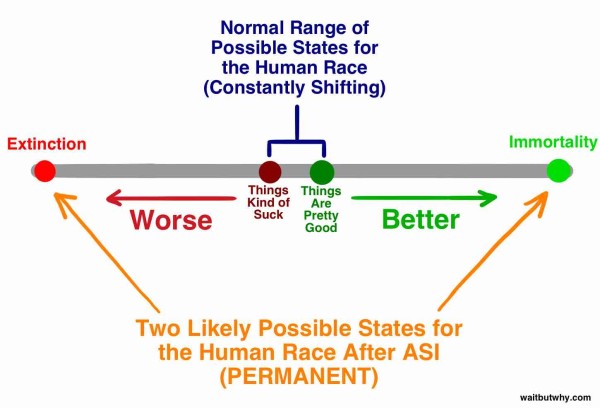 Normal Range of
Possible States for
the Human Race
(Constantly Shifting)
Extinction
Immortality
Things
Kind of
Suck
Things
Are
Pretty
Good
Worse
Better
Two Likely Possible States for
the Human Race After ASI
(PERMANENT)
waitbutwhy.com